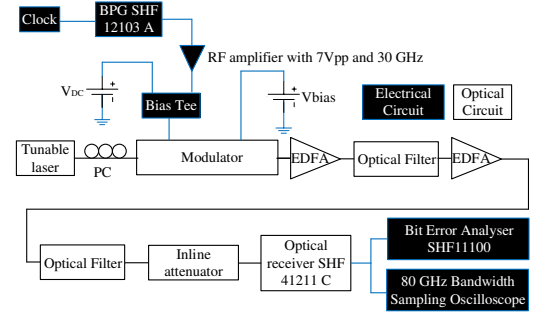 Clock
BPG SHF
12103 A
RF amplifier with 7Vpp and 30 GHz
VDC
Bias Tee
Vbias
Electrical
Circuit
Optical
Circuit
Tunable
laser
PC
Modulator
EDFA
Optical Filter
EDFA
Optical Filter
Inline
attenuator
Optical
receiver SHF
41211 C
Bit Error Analyser
SHF11100
80 GHz Bandwidth
Sampling Oscilloscope